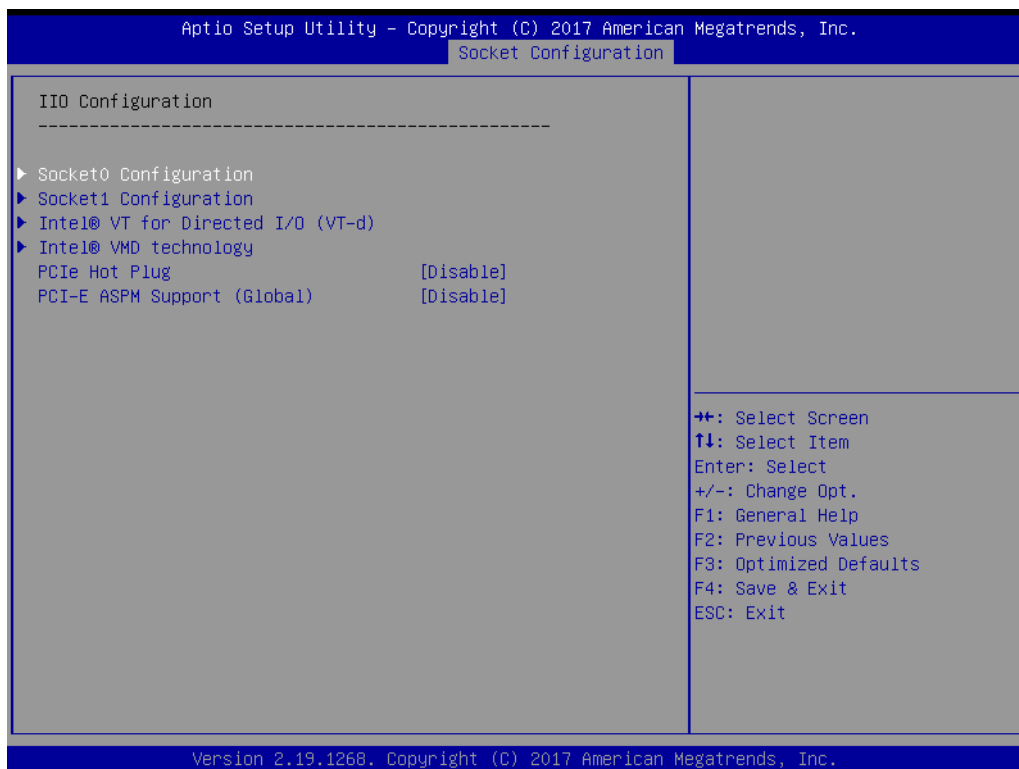 Aptio Setup Utility – Copyright (C) 2017 American Megatrends, Inc.
Socket Configuration
IIO Configuration
--------------------------------------------------
▶ Socket0 Configuration
▶ Socket1 Configuration
▶ Intel® VT for Directed I/O (VT-d)
▶ Intel® VMD technology
PCIe Hot Plug [Disable]
PCI-E ASPM Support (Global) [Disable]
→←: Select Screen
↑↓: Select Item
Enter: Select
+/-: Change Opt.
F1: General Help
F2: Previous Values
F3: Optimized Defaults
F4: Save & Exit
ESC: Exit
Version 2.19.1268. Copyright (C) 2017 American Megatrends, Inc.